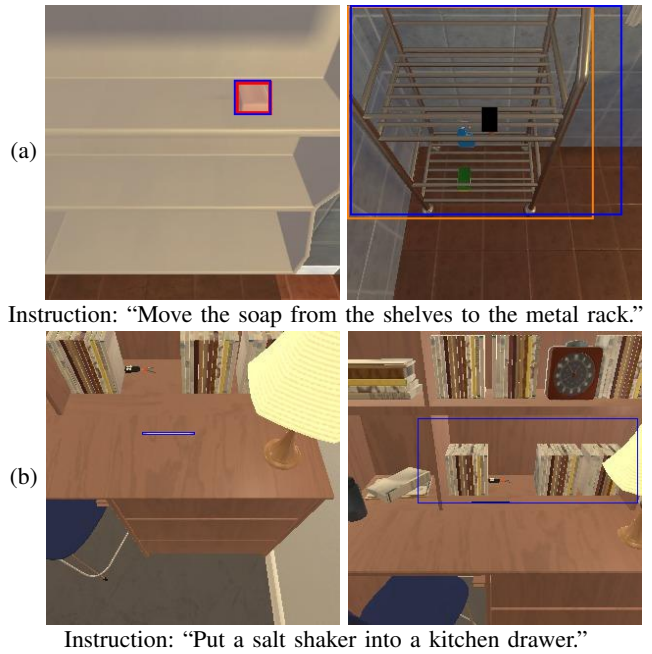 (a)
Instruction: “Move the soap from the shelves to the metal rack.”
(b)
Instruction: “Put a salt shaker into a kitchen drawer.”